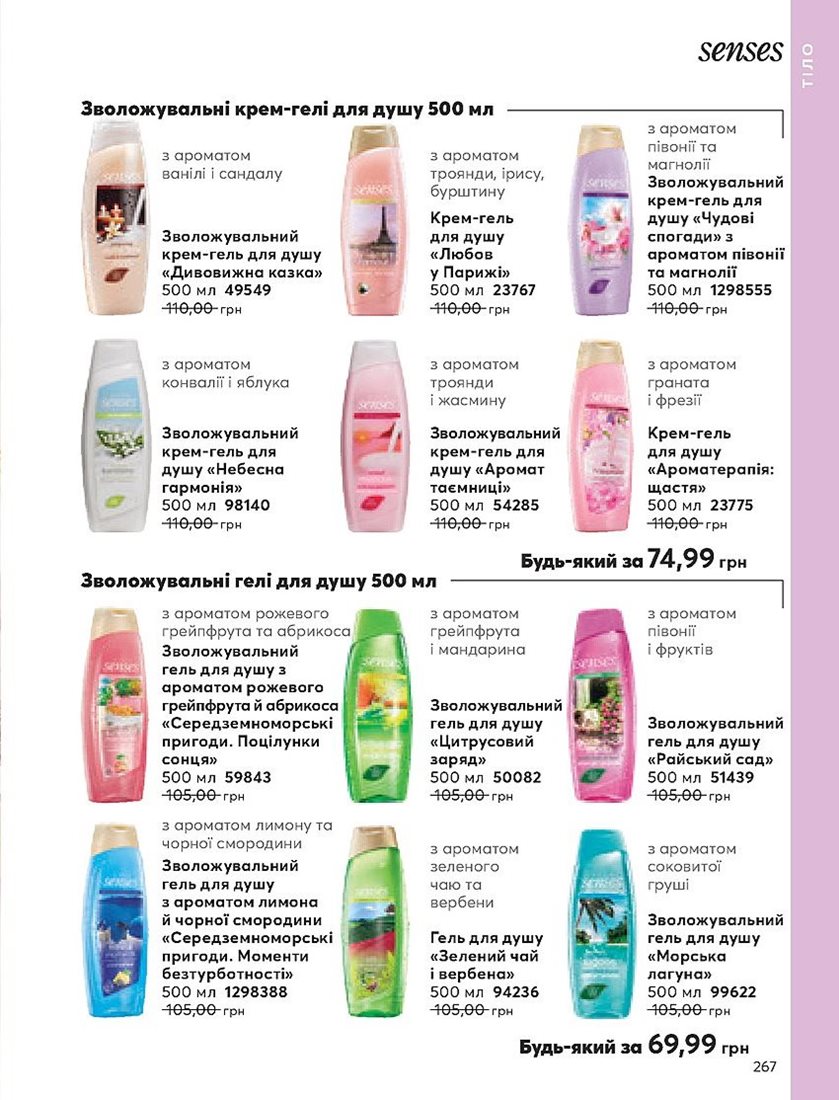 senses
ТІЛО
Зволожувальні крем-гелі для душу 500 мл
з ароматом
ванілі і сандалу
Зволожувальний
крем-гель для душу
«Дивовижна казка»
500 мл 49549
110,00 грн
з ароматом
троянди, ірису,
бурштину
Крем-гель
для душу
«Любов
у Парижі»
500 мл 23767
110,00 грн
з ароматом
півонії та
магнолії
Зволожувальний
крем-гель для
душу «Чудові
спогади» з
ароматом півонії
та магнолії
500 мл 1298555
110,00 грн
з ароматом
конвалії і яблука
Зволожувальний
крем-гель для
душу «Небесна
гармонія»
500 мл 98140
110,00 грн
з ароматом
троянди
і жасмину
Зволожувальний
крем-гель для
душу «Аромат
таємниці»
500 мл 54285
110,00 грн
з ароматом
граната
і фрезії
Крем-гель
для душу
«Ароматерапія:
щастя»
500 мл 23775
110,00 грн
Будь-який за 74,99 грн
Зволожувальні гелі для душу 500 мл
з ароматом рожевого
грейпфрута та абрикоса
Зволожувальний
гель для душу з
ароматом рожевого
грейпфрута й абрикоса
«Середземноморські
пригоди. Поцілунки
сонця»
500 мл 59843
105,00 грн
з ароматом
грейпфрута
і мандарина
Зволожувальний
гель для душу
«Цитрусовий
заряд»
500 мл 50082
105,00 грн
з ароматом
півонії
і фруктів
Зволожувальний
гель для душу
«Райський сад»
500 мл 51439
105,00 грн
з ароматом лимону та
чорної смородини
Зволожувальний
гель для душу
з ароматом лимона
й чорної смородини
«Середземноморські
пригоди. Моменти
безтурботності»
500 мл 1298388
105,00 грн
з ароматом
зеленого
чаю та
вербени
Гель для душу
«Зелений чай
і вербена»
500 мл 94236
105,00 грн
з ароматом
соковитої
груші
Зволожувальний
гель для душу
«Морська
лагуна»
500 мл 99622
105,00 грн
Будь-який за 69,99 грн
267